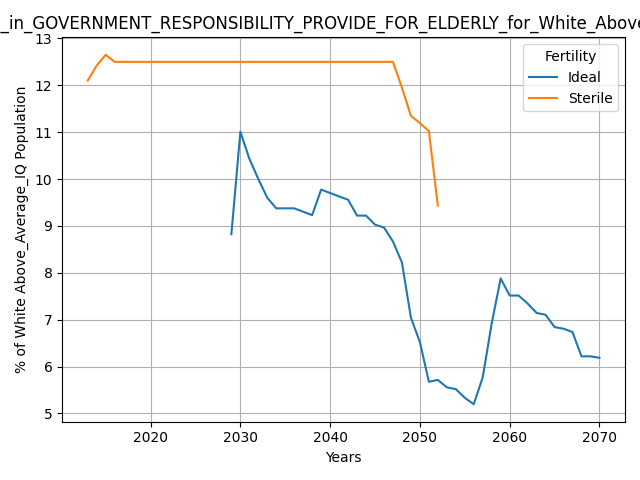 _in_GOVERNMENT_RESPONSIBILITY_PROVIDE_FOR_ELDERLY_for_White_Above
Fertility
Ideal
Sterile
% of White Above_Average_IQ Population
13
12
11
10
9
8
7
6
5
2020 2030 2040 2050 2060 2070
Years